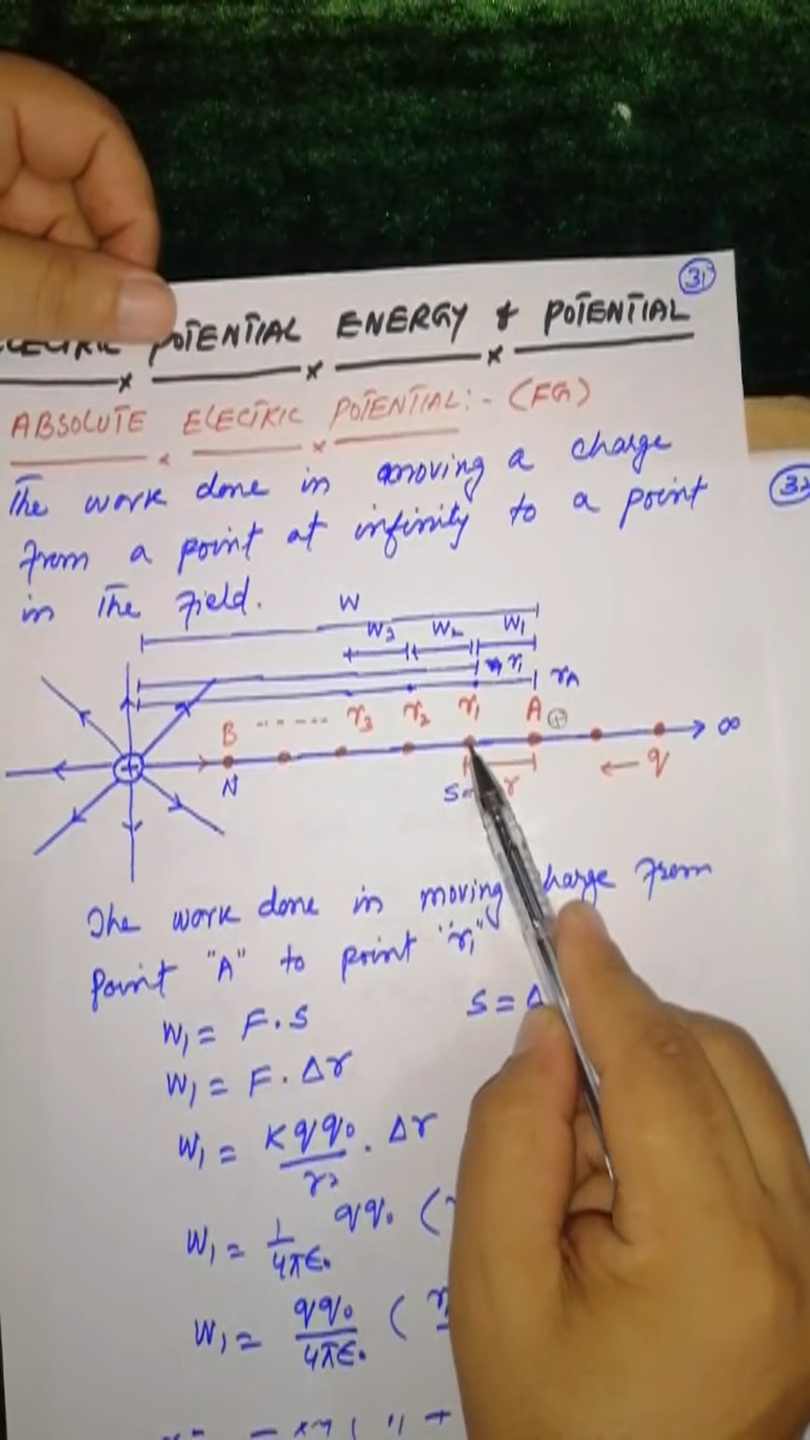 31
POTENTIAL ENERGY & POTENTIAL
ABSOLUTE ELECTRIC POTENTIAL:- (FG)
The work done in moving a charge
from a point at infinity to a point
32
in the field.
W
W3 W2 W1
r1 rA
B ........ r3 r2 r1 A +
+ ∞
N S= r ← q
The work done in moving charge from
Point "A" to point "r1"
W1 = F.S S = Δ
W1 = F.Δr
W1 = Kqq0/r2 . Δr
W1 = 1/4πε0 qq0 (
W1 = qq0/4πε0 (